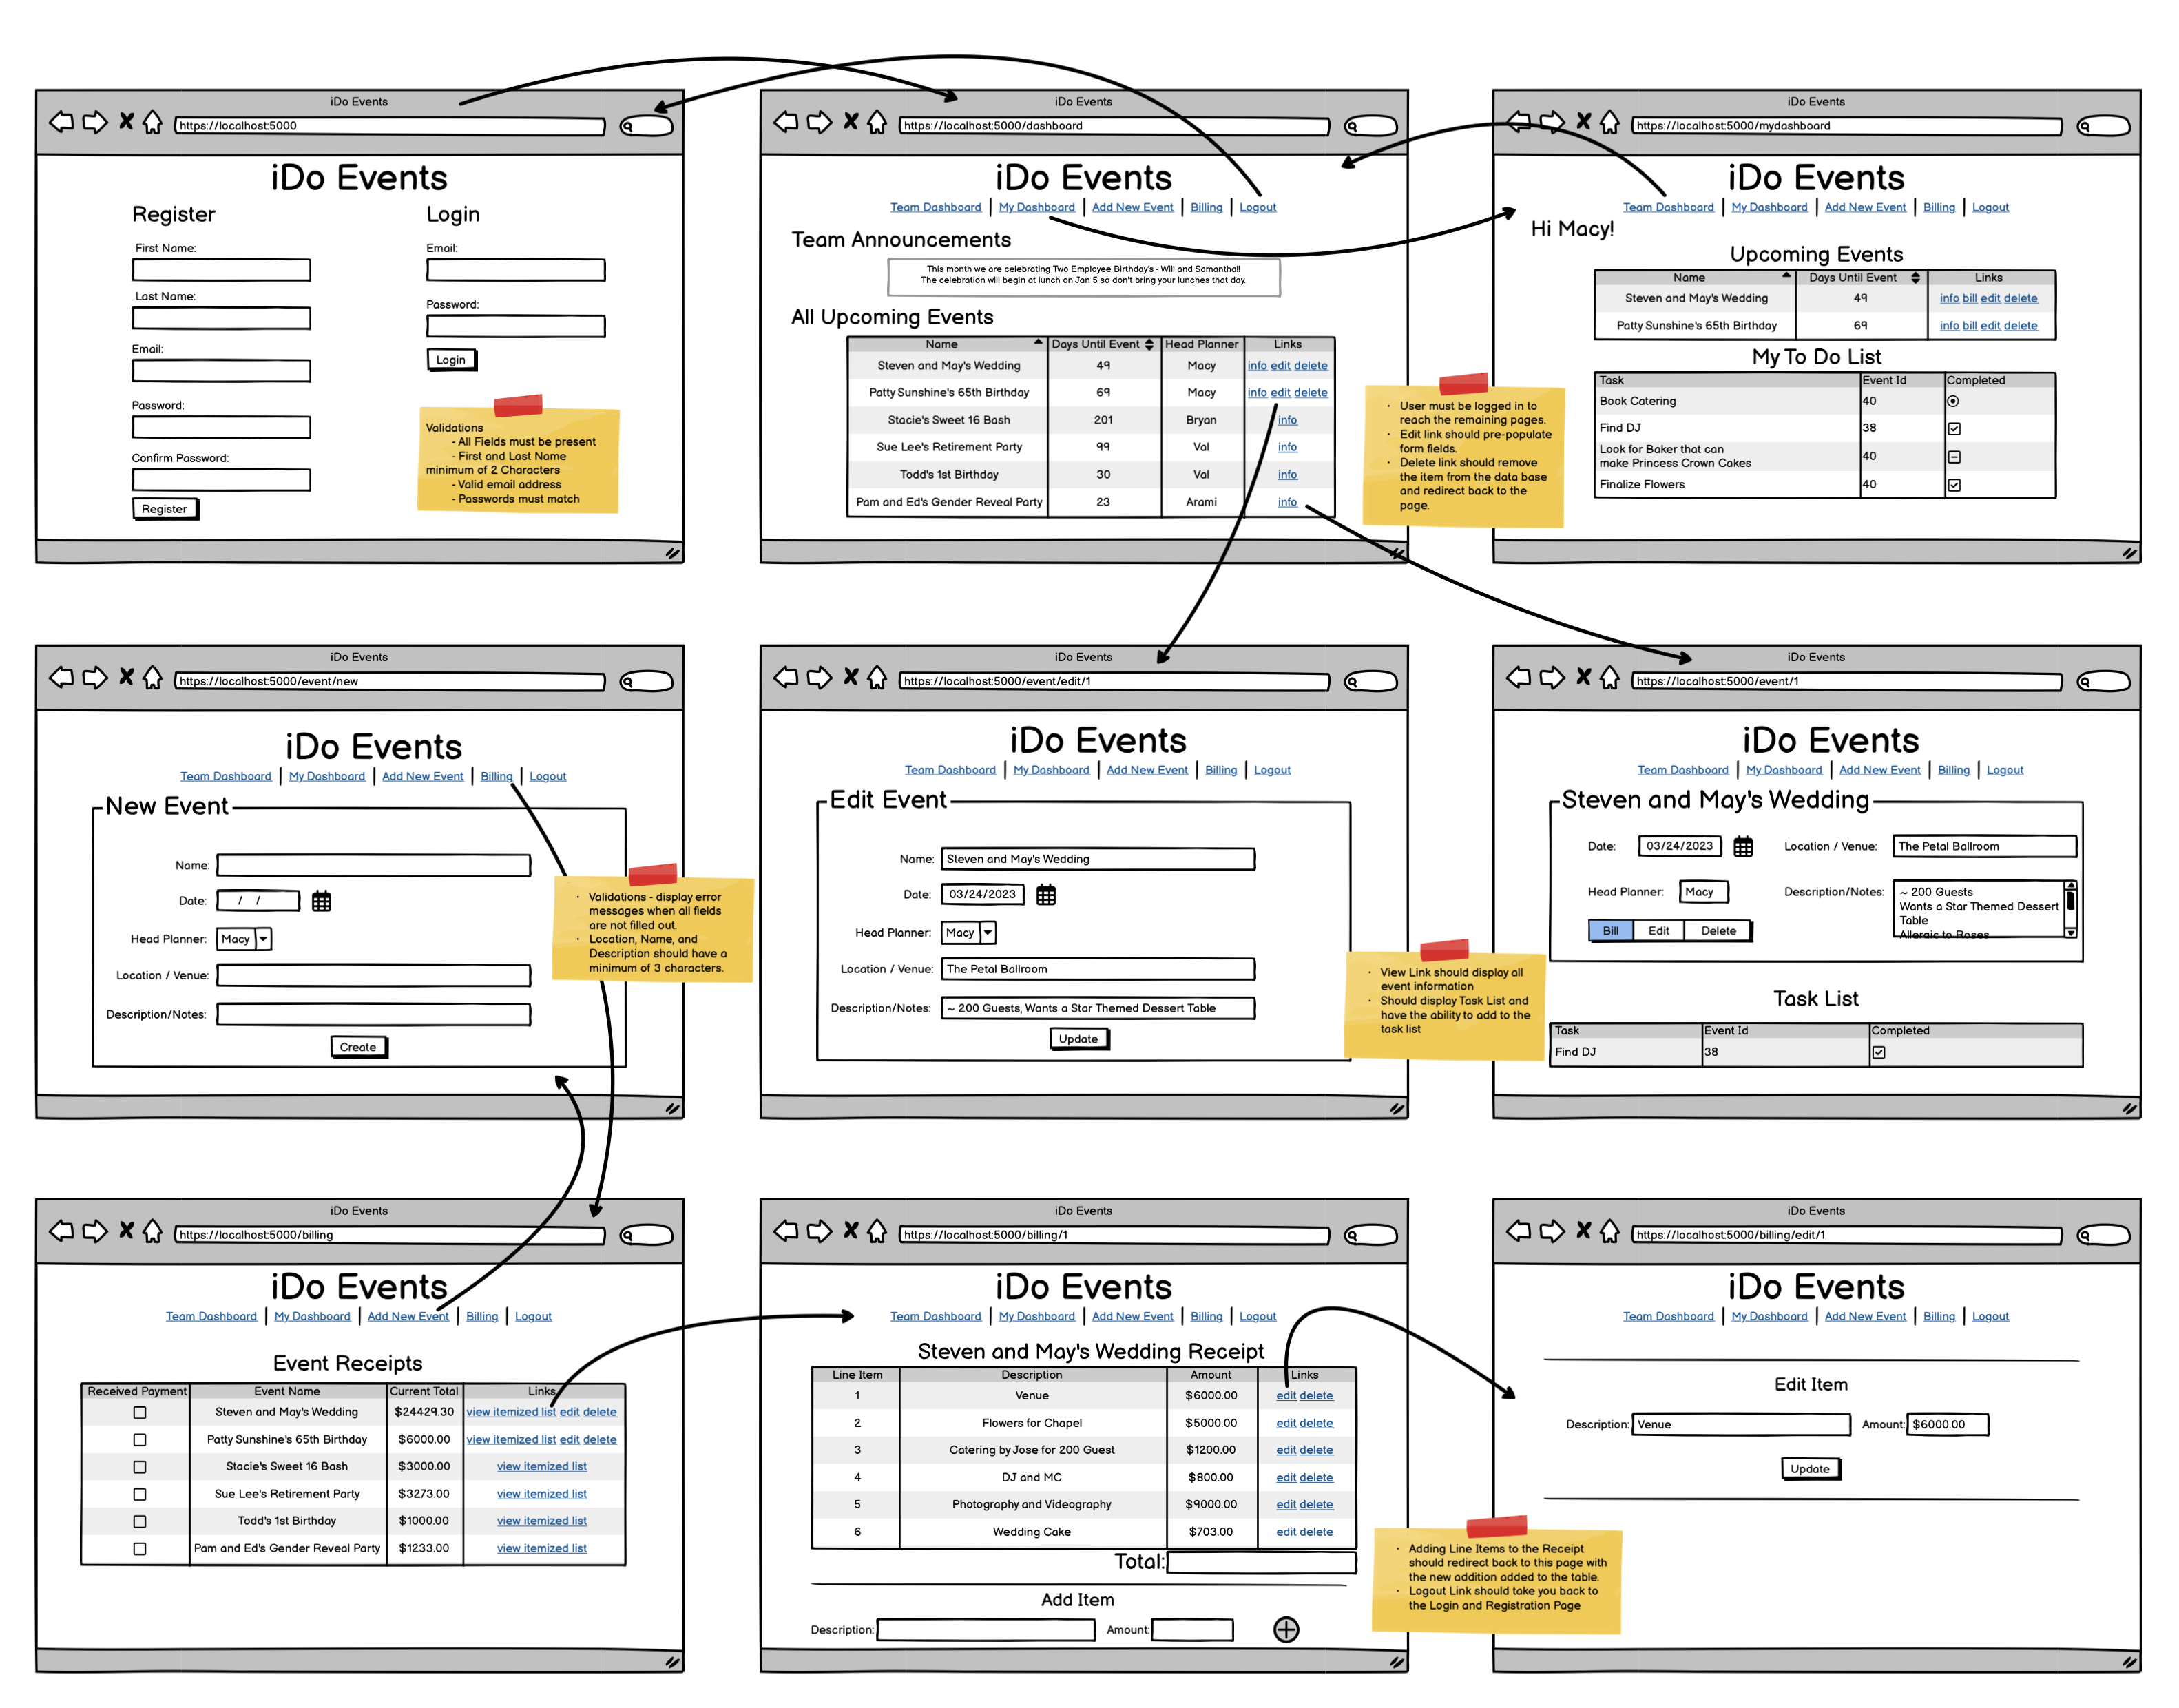 iDo Events
https://localhost:5000
iDo Events
Register
Login
First Name:
Last Name:
Email:
Password:
Confirm Password:
Register
Email:
Password:
Login
Validations
- All Fields must be present
- First and Last Name
minimum of 2 Characters
- Valid email address
- Passwords must match
iDo Events
https://localhost:5000/dashboard
iDo Events
Team Dashboard | My Dashboard | Add New Event | Billing | Logout
Team Announcements
This month we are celebrating Two Employee Birthday's - Will and Samantha!!
The celebration will begin at lunch on Jan 5 so don't bring your lunches that day.
All Upcoming Events
Name Days Until Event Head Planner Links
Steven and May's Wedding 49 Macy info edit delete
Patty Sunshine's 65th Birthday 69 Macy info edit delete
Stacie's Sweet 16 Bash 201 Bryan info
Sue Lee's Retirement Party 99 Val info
Todd's 1st Birthday 30 Val info
Pam and Ed's Gender Reveal Party 23 Arami info
· User must be logged in to
reach the remaining pages.
· Edit link should pre-populate
form fields.
· Delete link should remove
the item from the data base
and redirect back to the
page.
iDo Events
https://localhost:5000/mydashboard
iDo Events
Team Dashboard | My Dashboard | Add New Event | Billing | Logout
Hi Macy!
Upcoming Events
Name Days Until Event Links
Steven and May's Wedding 49 info bill edit delete
Patty Sunshine's 65th Birthday 69 info bill edit delete
My To Do List
Task Event Id Completed
Book Catering 40
Find DJ 38
Look for Baker that can
make Princess Crown Cakes 40
Finalize Flowers 40
iDo Events
https://localhost:5000/event/new
iDo Events
Team Dashboard | My Dashboard | Add New Event | Billing | Logout
New Event
Name:
Date: / /
Head Planner: Macy
Location / Venue:
Description/Notes:
Create
· Validations - display error
messages when all fields
are not filled out.
· Location, Name, and
Description should have a
minimum of 3 characters.
iDo Events
https://localhost:5000/event/edit/1
iDo Events
Team Dashboard | My Dashboard | Add New Event | Billing | Logout
Edit Event
Name: Steven and May's Wedding
Date: 03/24/2023
Head Planner: Macy
Location / Venue: The Petal Ballroom
Description/Notes: ~ 200 Guests, Wants a Star Themed Dessert Table
Update
· View Link should display all
event information
· Should display Task List and
have the ability to add to the
task list
iDo Events
https://localhost:5000/event/1
iDo Events
Team Dashboard | My Dashboard | Add New Event | Billing | Logout
Steven and May's Wedding
Date: 03/24/2023 Location / Venue: The Petal Ballroom
Head Planner: Macy Description/Notes: ~ 200 Guests
Wants a Star Themed Dessert
Table
Allergic to Roses
Bill Edit Delete
Task List
Task Event Id Completed
Find DJ 38
iDo Events
https://localhost:5000/billing
iDo Events
Team Dashboard | My Dashboard | Add New Event | Billing | Logout
Event Receipts
Received Payment Event Name Current Total Links
Steven and May's Wedding $24429.30 view itemized list edit delete
Patty Sunshine's 65th Birthday $6000.00 view itemized list edit delete
Stacie's Sweet 16 Bash $3000.00 view itemized list
Sue Lee's Retirement Party $3273.00 view itemized list
Todd's 1st Birthday $1000.00 view itemized list
Pam and Ed's Gender Reveal Party $1233.00 view itemized list
iDo Events
https://localhost:5000/billing/1
iDo Events
Team Dashboard | My Dashboard | Add New Event | Billing | Logout
Steven and May's Wedding Receipt
Line Item Description Amount Links
1 Venue $6000.00 edit delete
2 Flowers for Chapel $5000.00 edit delete
3 Catering by Jose for 200 Guest $1200.00 edit delete
4 DJ and MC $800.00 edit delete
5 Photography and Videography $9000.00 edit delete
6 Wedding Cake $703.00 edit delete
Total:
Add Item
Description: Amount:
· Adding Line Items to the Receipt
should redirect back to this page with
the new addition added to the table.
· Logout Link should take you back to
the Login and Registration Page
iDo Events
https://localhost:5000/billing/edit/1
iDo Events
Team Dashboard | My Dashboard | Add New Event | Billing | Logout
Edit Item
Description: Venue Amount: $6000.00
Update